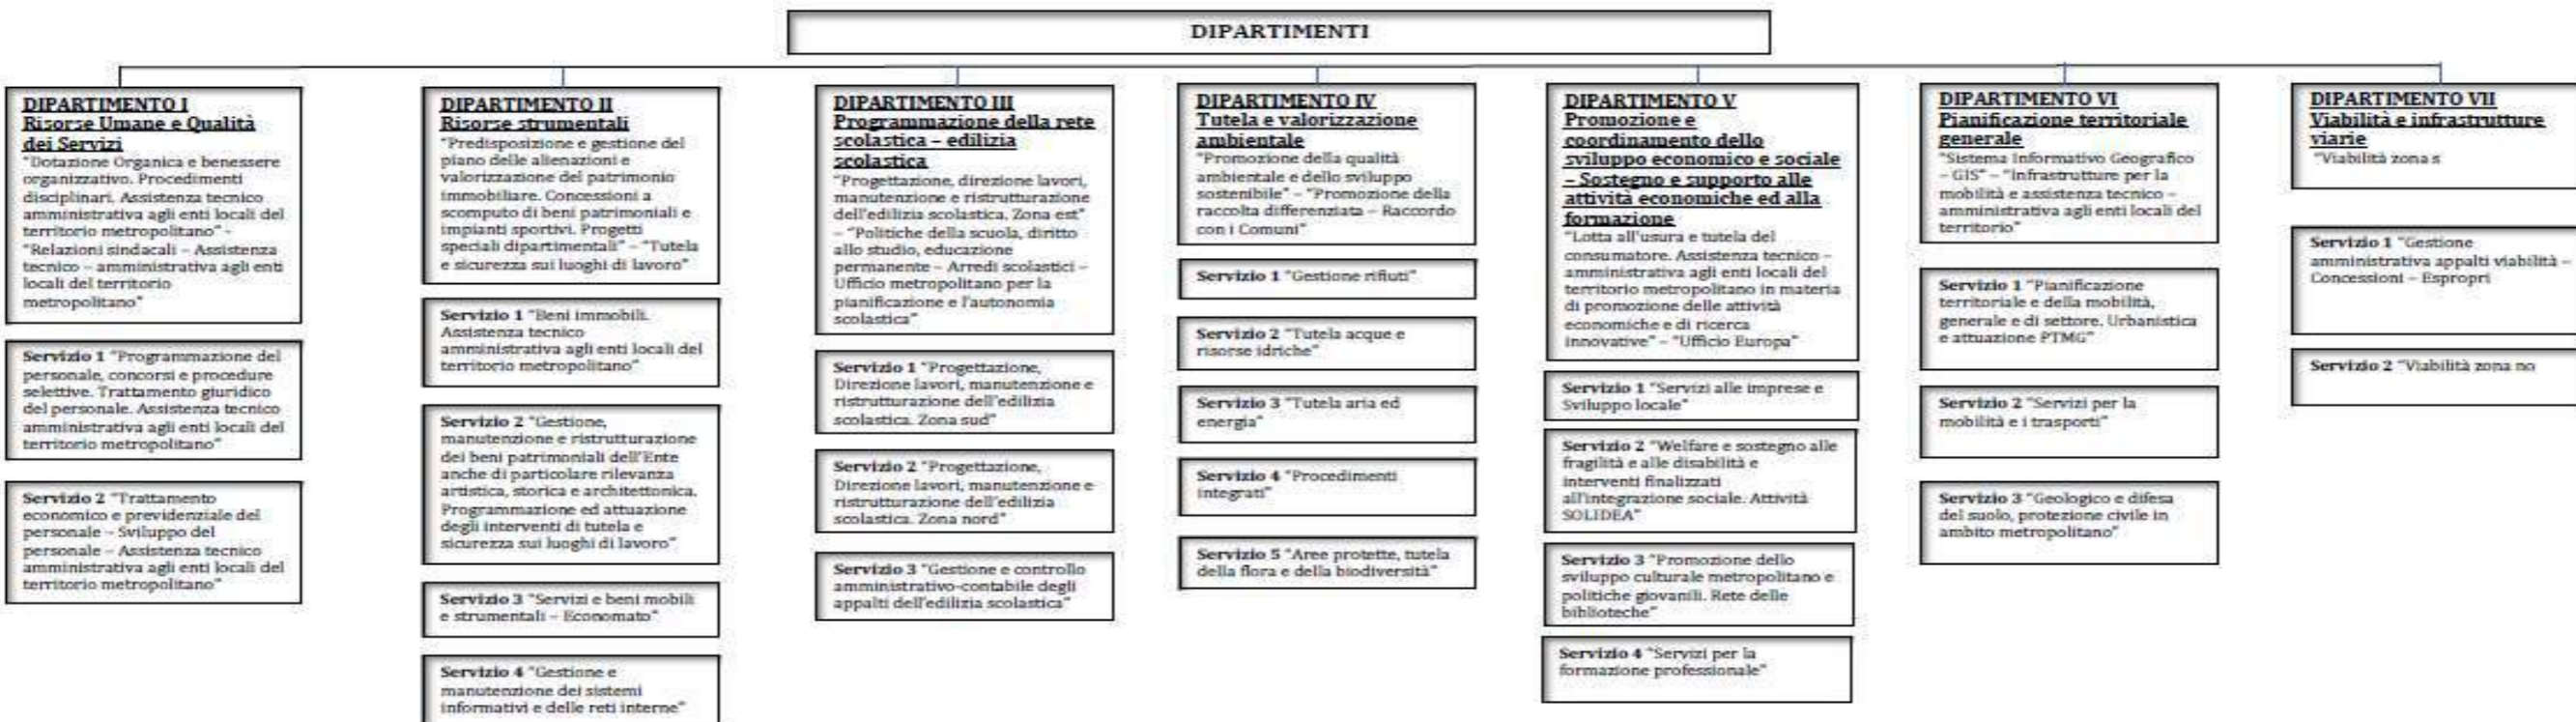 DIPARTIMENTI
DIPARTIMENTO I
Risorse Umane e Qualità
dei Servizi
"Dotazione Organica e benessere
organizzativo. Procedimenti
disciplinari. Assistenza tecnico
amministrativa agli enti locali del
territorio metropolitano" -
"Relazioni sindacali – Assistenza
tecnico – amministrativa agli enti
locali del territorio
metropolitano"
Servizio 1 "Programmazione del
personale, concorsi e procedure
selettive. Trattamento giuridico
del personale. Assistenza tecnico
amministrativa agli enti locali del
territorio metropolitano"
Servizio 2 "Trattamento
economico e previdenziale del
personale – Sviluppo del
personale – Assistenza tecnico
amministrativa agli enti locali del
territorio metropolitano"
DIPARTIMENTO II
Risorse strumentali
"Predisposizione e gestione del
piano delle alienazioni e
valorizzazione del patrimonio
immobiliare. Concessioni a
scomputo di beni patrimoniali e
impianti sportivi. Progetti
speciali dipartimentali" – "Tutela
e sicurezza sui luoghi di lavoro"
Servizio 1 "Beni immobili.
Assistenza tecnico
amministrativa agli enti locali del
territorio metropolitano"
Servizio 2 "Gestione,
manutenzione e ristrutturazione
dei beni patrimoniali dell'Ente
anche di particolare rilevanza
artistica, storica e architettonica.
Programmazione ed attuazione
degli interventi di tutela e
sicurezza sui luoghi di lavoro"
Servizio 3 "Servizi e beni mobili
e strumentali – Economato"
Servizio 4 "Gestione e
manutenzione dei sistemi
informativi e delle reti interne"
DIPARTIMENTO III
Programmazione della rete
scolastica – edilizia
scolastica
"Progettazione, direzione lavori,
manutenzione e ristrutturazione
dell'edilizia scolastica. Zona est"
– "Politiche della scuola, diritto
allo studio, educazione
permanente – Arredi scolastici –
Ufficio metropolitano per la
pianificazione e l'autonomia
scolastica"
Servizio 1 "Progettazione,
Direzione lavori, manutenzione e
ristrutturazione dell'edilizia
scolastica. Zona sud"
Servizio 2 "Progettazione,
Direzione lavori, manutenzione e
ristrutturazione dell'edilizia
scolastica. Zona nord"
Servizio 3 "Gestione e controllo
amministrativo-contabile degli
appalti dell'edilizia scolastica"
DIPARTIMENTO IV
Tutela e valorizzazione
ambientale
"Promozione della qualità
ambientale e dello sviluppo
sostenibile" – "Promozione della
raccolta differenziata – Raccordo
con i Comuni"
Servizio 1 "Gestione rifiuti"
Servizio 2 "Tutela acque e
risorse idriche"
Servizio 3 "Tutela aria ed
energia"
Servizio 4 "Procedimenti
integrati"
Servizio 5 "Aree protette, tutela
della flora e della biodiversità"
DIPARTIMENTO V
Promozione e
coordinamento dello
sviluppo economico e sociale
– Sostegno e supporto alle
attività economiche ed alla
formazione
"Lotta all'usura e tutela del
consumatore. Assistenza tecnico –
amministrativa agli enti locali del
territorio metropolitano in materia
di promozione delle attività
economiche e di ricerca
innovative" – "Ufficio Europa"
Servizio 1 "Servizi alle imprese e
Sviluppo locale"
Servizio 2 "Welfare e sostegno alle
fragilità e alle disabilità e
interventi finalizzati
all'integrazione sociale. Attività
SOLIDEA"
Servizio 3 "Promozione dello
sviluppo culturale metropolitano e
politiche giovanili. Rete delle
biblioteche"
Servizio 4 "Servizi per la
formazione professionale"
DIPARTIMENTO VI
Pianificazione territoriale
generale
"Sistema Informativo Geografico
– GIS" – "Infrastrutture per la
mobilità e assistenza tecnico –
amministrativa agli enti locali del
territorio"
Servizio 1 "Pianificazione
territoriale e della mobilità,
generale e di settore. Urbanistica
e attuazione PTMG"
Servizio 2 "Servizi per la
mobilità e i trasporti"
Servizio 3 "Geologico e difesa
del suolo, protezione civile in
ambito metropolitano"
DIPARTIMENTO VII
Viabilità e infrastrutture
viarie
"Viabilità zona s
Servizio 1 "Gestione
amministrativa appalti viabilità –
Concessioni – Espropri
Servizio 2 "Viabilità zona no